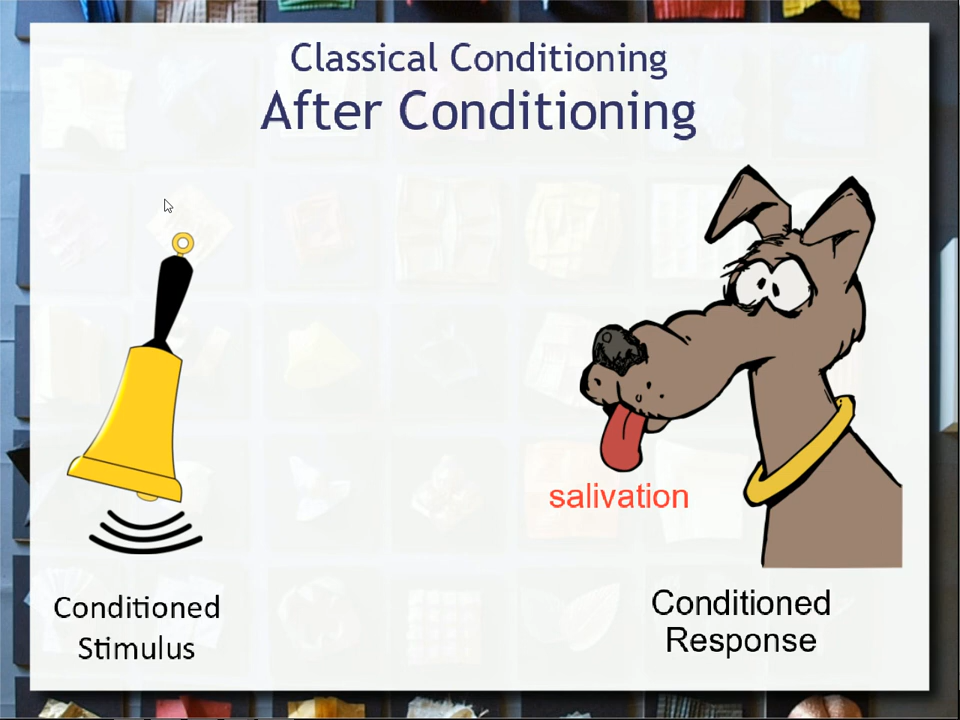 Classical Conditioning
After Conditioning
salivation
Conditioned
Stimulus
Conditioned
Response